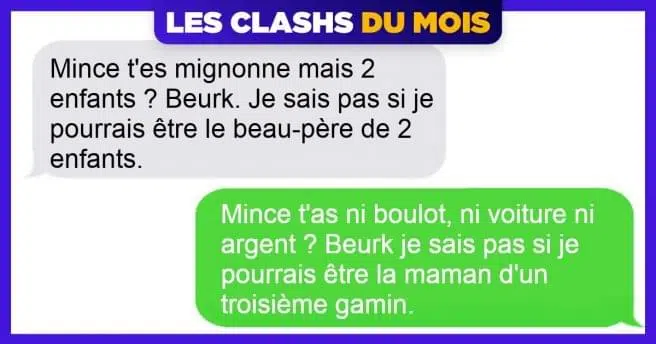 LES CLASHS DU MOIS
Mince t'es mignonne mais 2
enfants ? Beurk. Je sais pas si je
pourrais être le beau-père de 2
enfants.
Mince t'as ni boulot, ni voiture ni
argent ? Beurk je sais pas si je
pourrais être la maman d'un
troisième gamin.